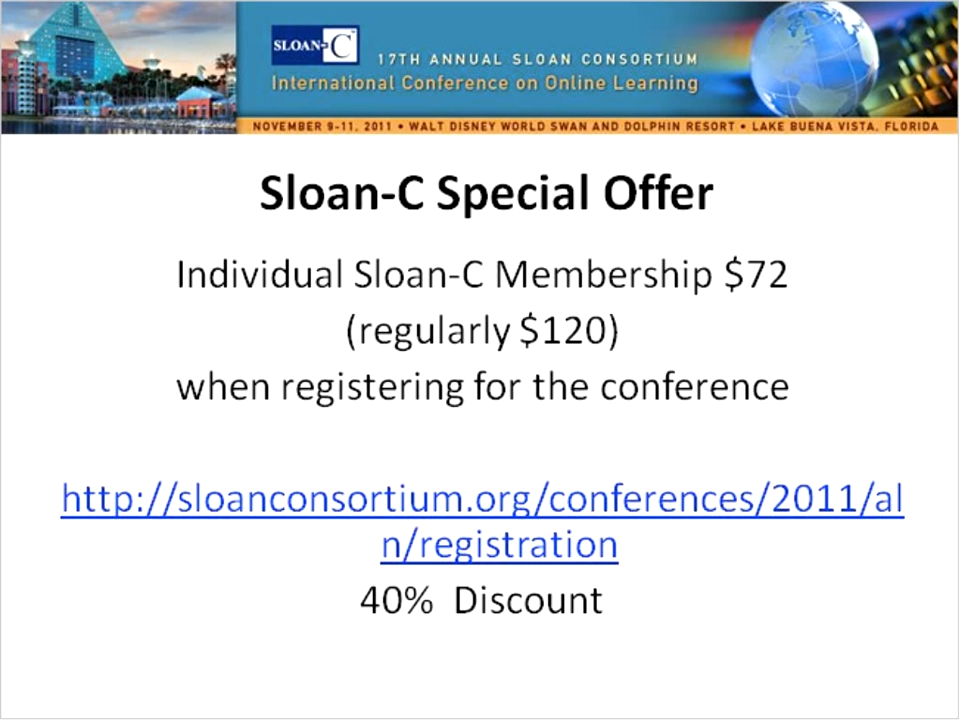 SLOAN-C
17TH ANNUAL SLOAN CONSORTIUM
International Conference on Online Learning
NOVEMBER 9-11, 2011 • WALT DISNEY WORLD SWAN AND DOLPHIN RESORT • LAKE BUENA VISTA, FLORIDA
Sloan-C Special Offer
Individual Sloan-C Membership $72
(regularly $120)
when registering for the conference
http://sloanconsortium.org/conferences/2011/al
n/registration
40% Discount